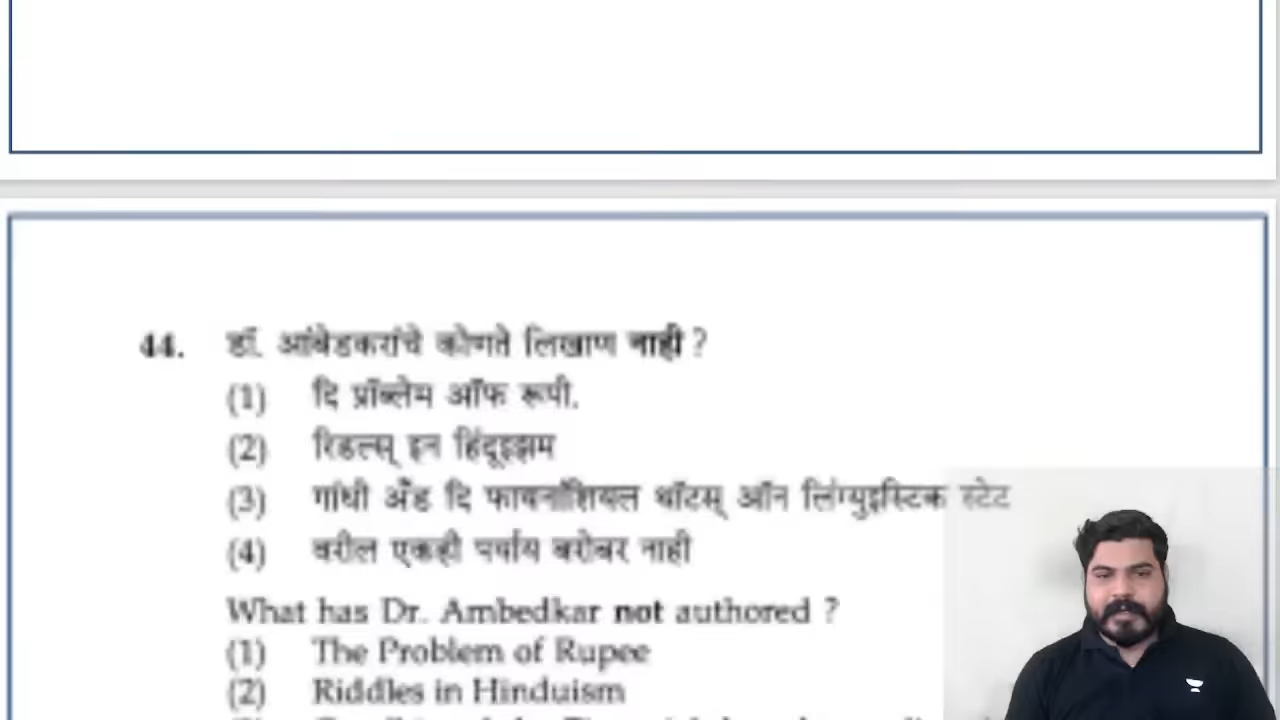 44. डॉ. आंबेडकरांचे कोणते लिखाण नाही ?
(1) दि प्रॉब्लेम ऑफ रूपी.
(2) रिडल्स् इन हिंदूइझम
(3) गांधी अँड दि फायनांशियल थॉटस् ऑन लिंग्युइस्टिक स्टेट
(4) वरील एकही पर्याय बरोबर नाही
What has Dr. Ambedkar not authored ?
(1) The Problem of Rupee
(2) Riddles in Hinduism